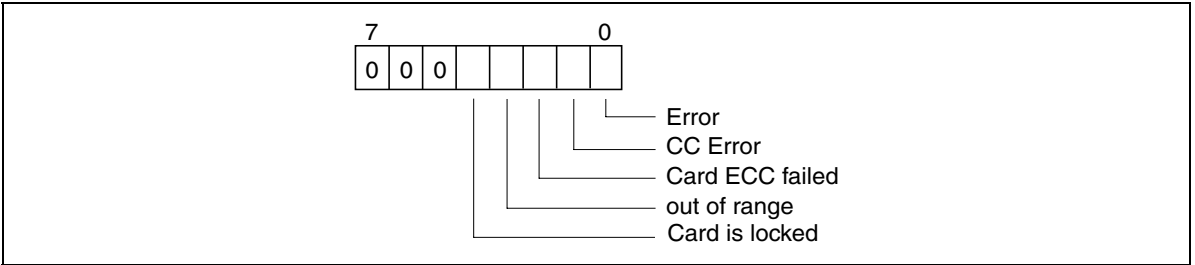 7 0
0 0 0
Error
CC Error
Card ECC failed
out of range
Card is locked